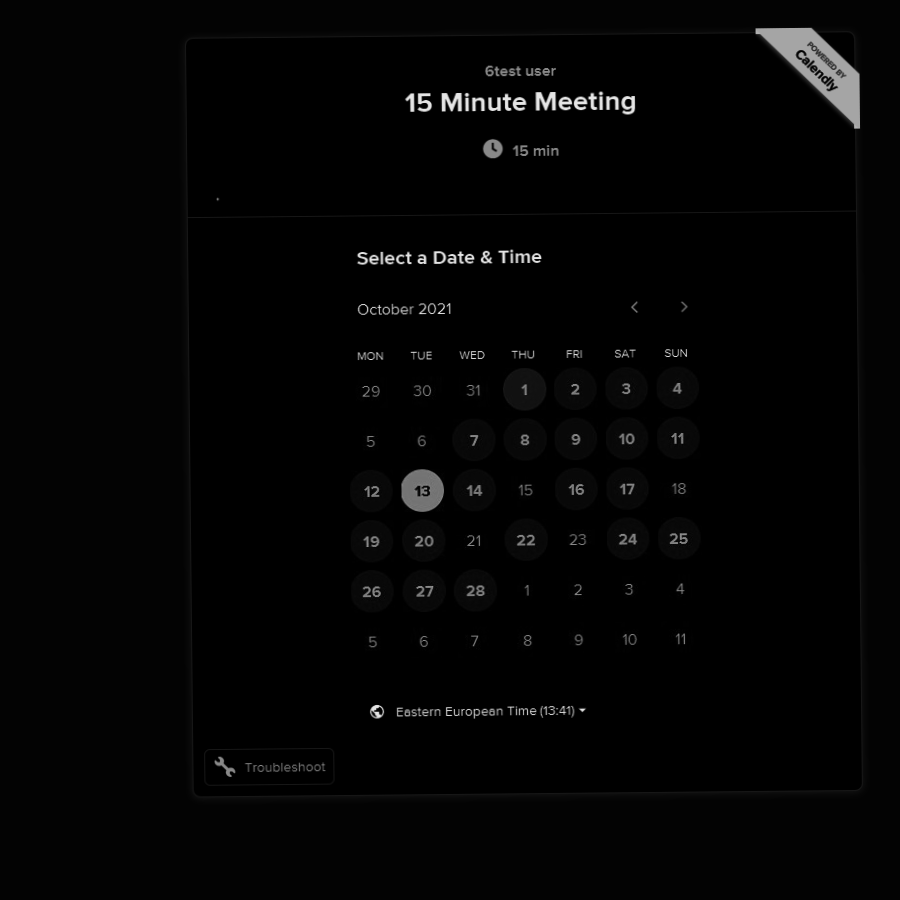 POWERED BY
Calendly
6test user
15 Minute Meeting
15 min
Select a Date & Time
October 2021
MON TUE WED THU FRI SAT SUN
29 30 31 1 2 3 4
5 6 7 8 9 10 11
12 13 14 15 16 17 18
19 20 21 22 23 24 25
26 27 28 1 2 3 4
5 6 7 8 9 10 11
Eastern European Time (13:41)
Troubleshoot